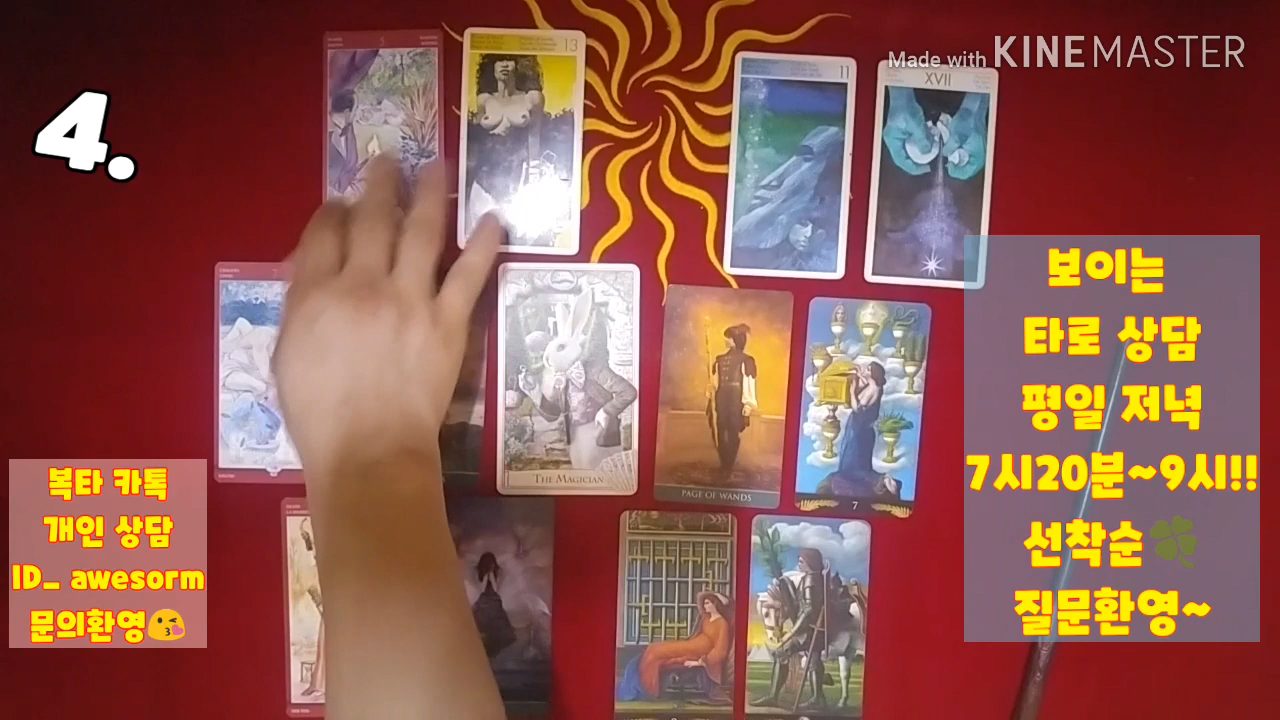 Made with KINEMASTER
4.
5
13
11
XVII
THE MAGICIAN
PAGE OF WANDS
7
보이는
타로 상담
평일 저녁
7시20분~9시!!
선착순🍀
질문환영~
복타 카톡
개인 상담
ID_ awesorm
문의환영😘